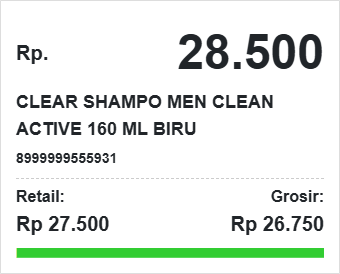 Rp. 28.500
CLEAR SHAMPO MEN CLEAN
ACTIVE 160 ML BIRU
8999999555931
Retail: Grosir:
Rp 27.500 Rp 26.750